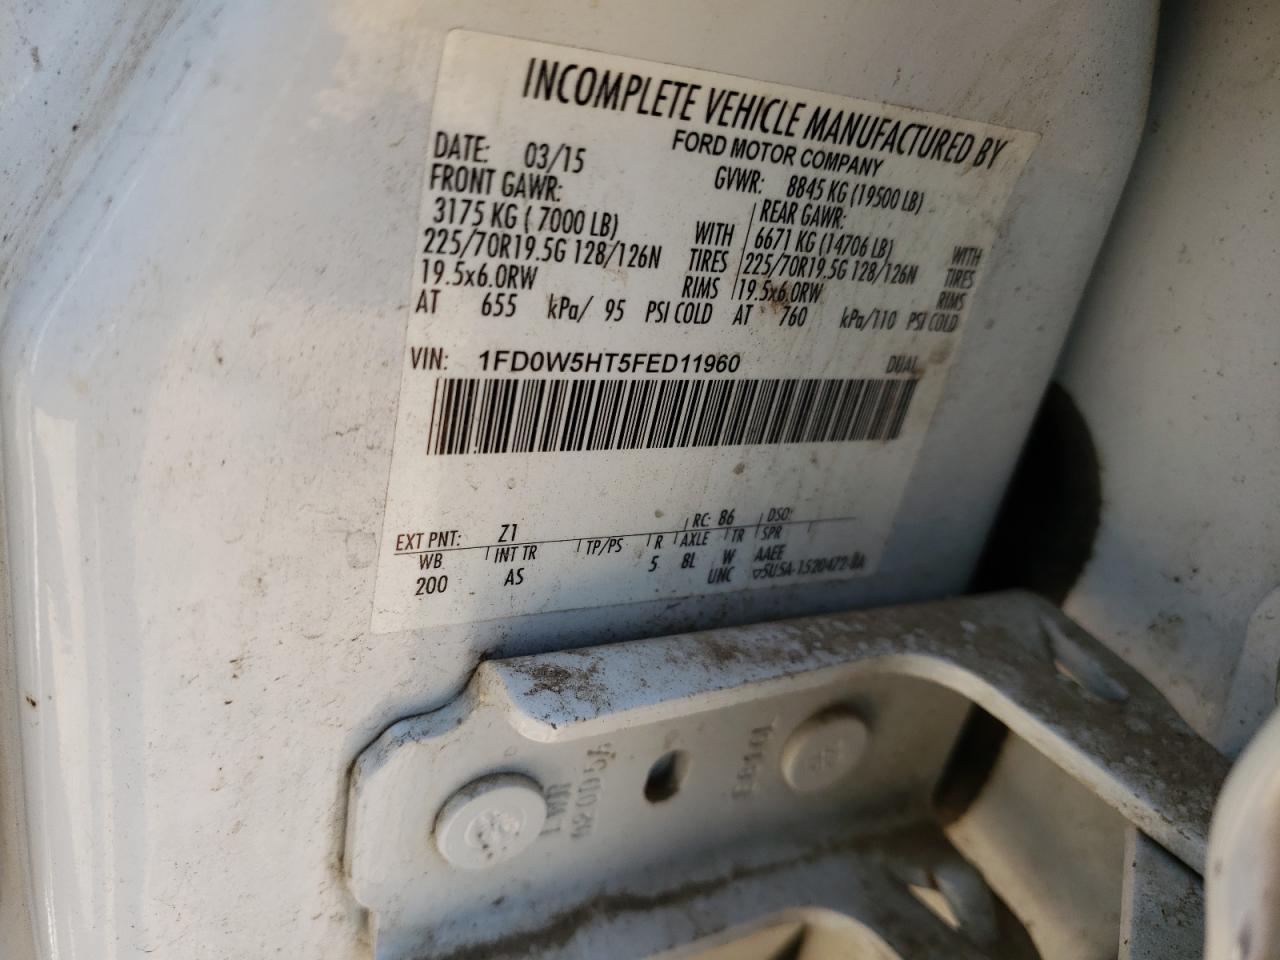 INCOMPLETE VEHICLE MANUFACTURED BY
FORD MOTOR COMPANY
DATE: 03/15 GVWR: 8845 KG (19500 LB)
FRONT GAWR: REAR GAWR:
3175 KG ( 7000 LB) WITH 6671 KG (14706 LB) WITH
225/70R19.5G 128/126N TIRES 225/70R19.5G 128/126N TIRES
19.5x6.0RW RIMS 19.5x6.0RW RIMS
AT 655 kPa/ 95 PSI COLD AT 760 kPa/110 PSI COLD
VIN: 1FD0W5HT5FED11960 DUAL
EXT PNT: Z1 RC: 86 DSO:
WB INT TR TP/PS R AXLE TR SPR
200 AS 5 8L W AAEE
UNC 5U5A-1520472-BA